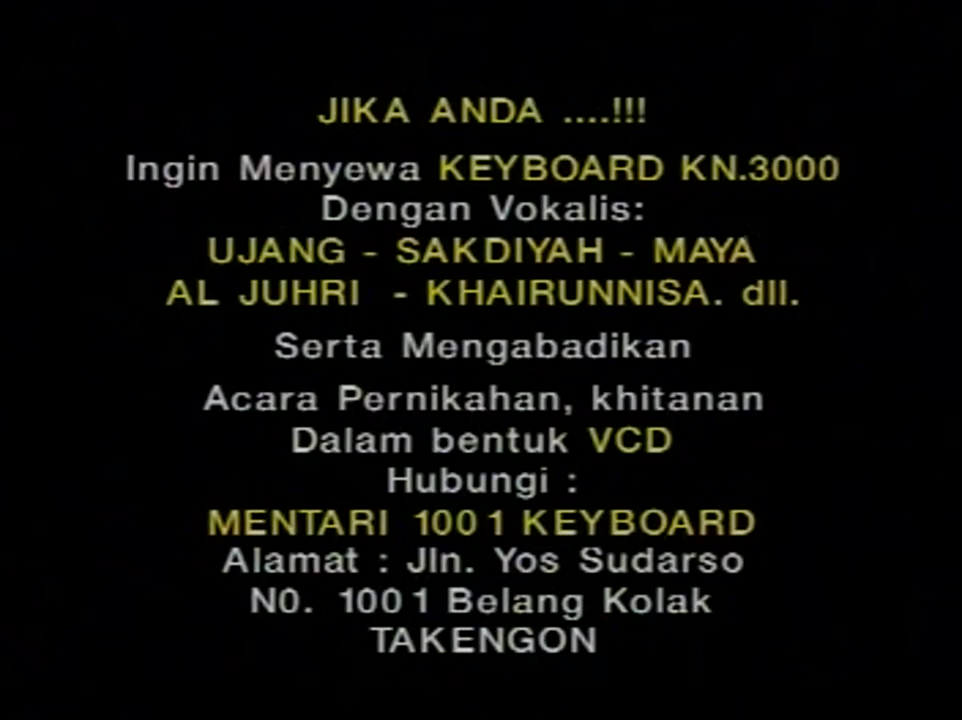 JIKA ANDA ....!!!
Ingin Menyewa KEYBOARD KN.3000
Dengan Vokalis:
UJANG - SAKDIYAH - MAYA
AL JUHRI - KHAIRUNNISA. dll.
Serta Mengabadikan
Acara Pernikahan, khitanan
Dalam bentuk VCD
Hubungi :
MENTARI 1001 KEYBOARD
Alamat : Jln. Yos Sudarso
N0. 1001 Belang Kolak
TAKENGON